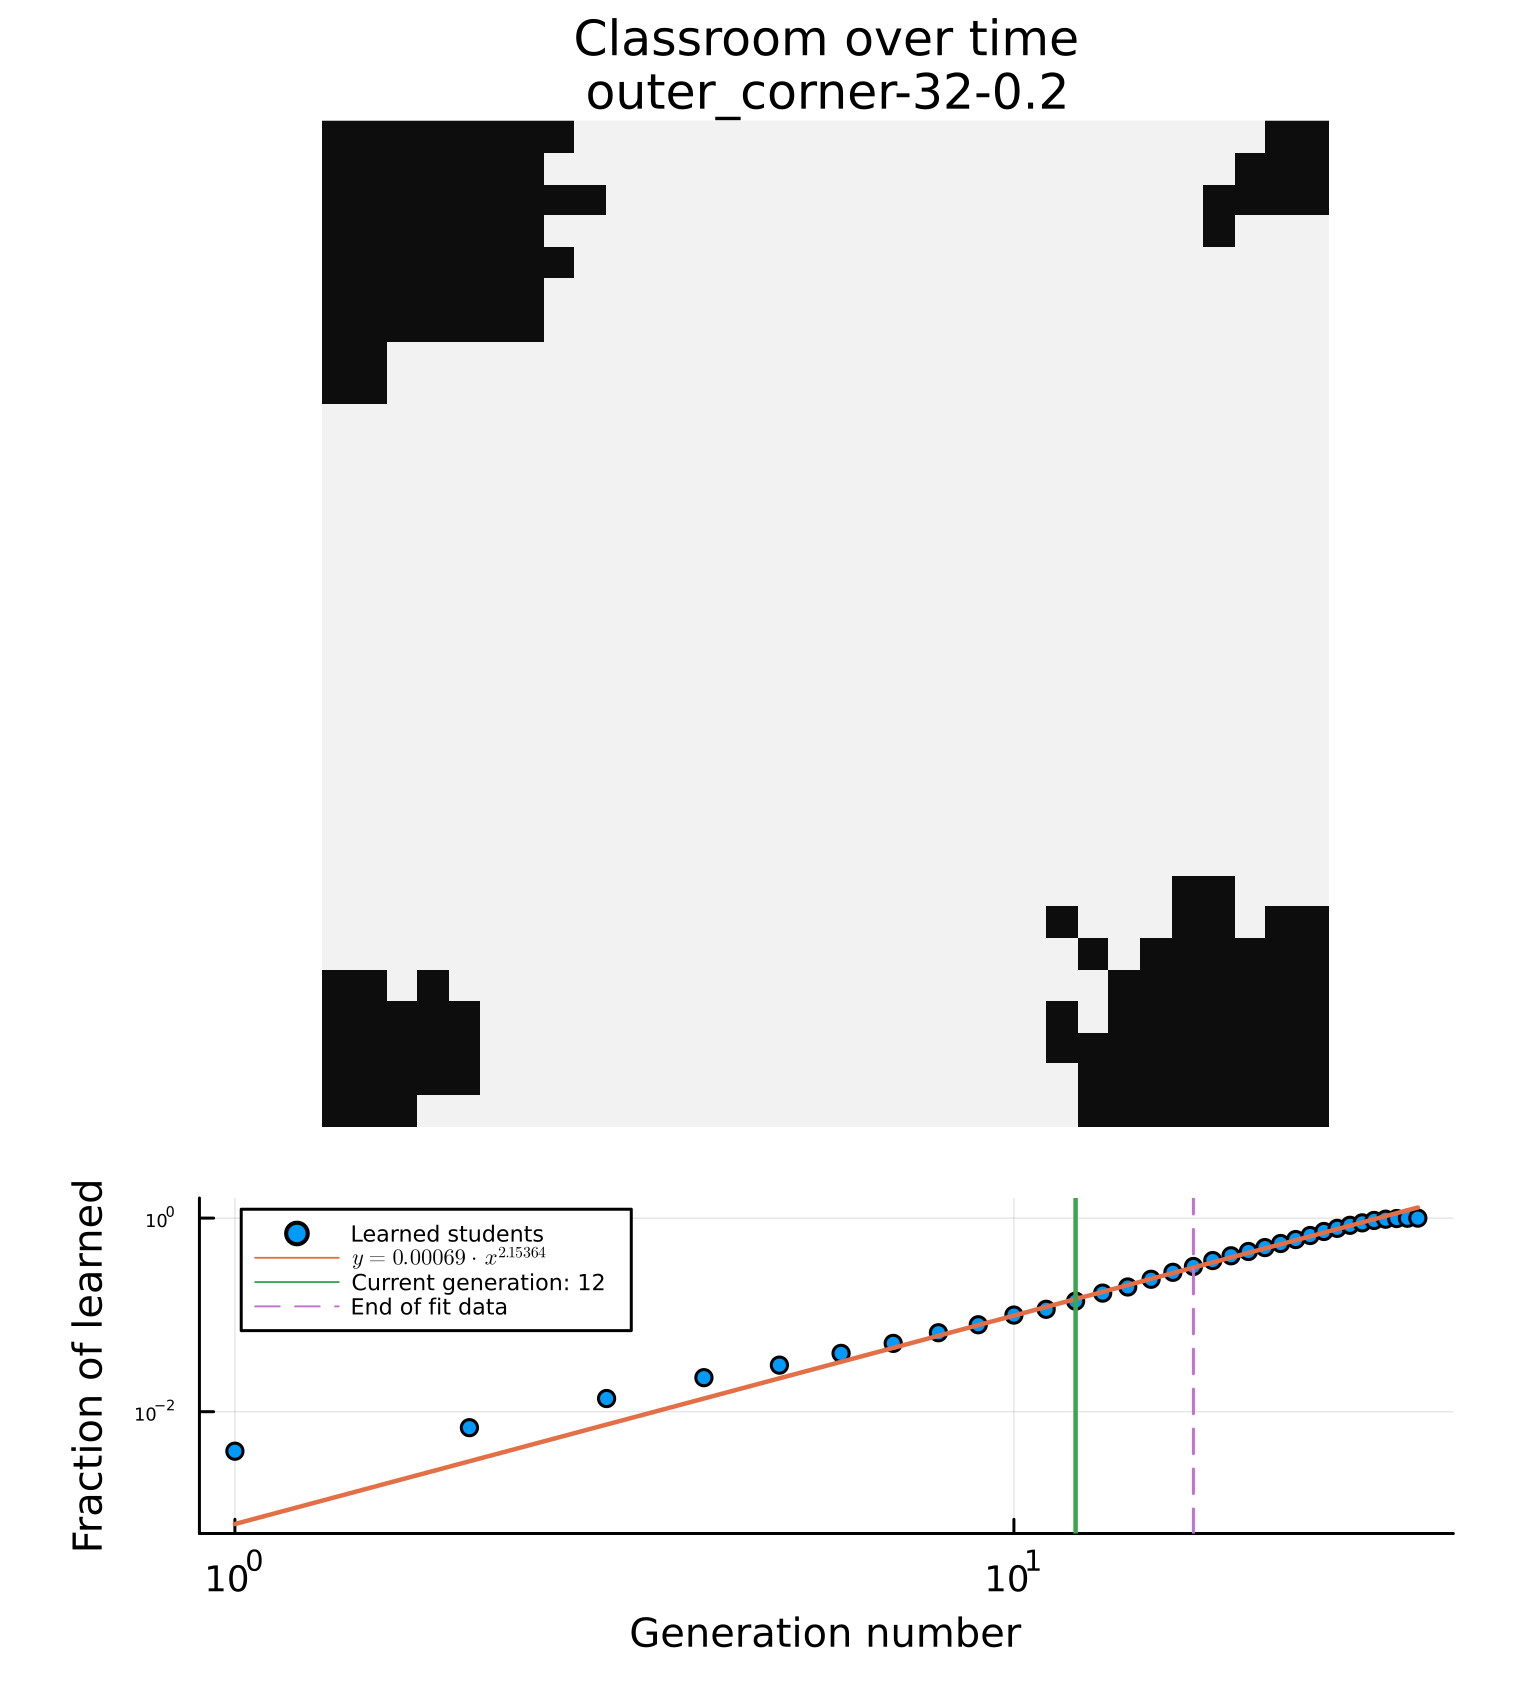 Classroom over time
outer_corner-32-0.2
Fraction of learned
10^0
10^-2
Learned students
y = 0.00069 · x^2.15364
Current generation: 12
End of fit data
10^0
10^1
Generation number